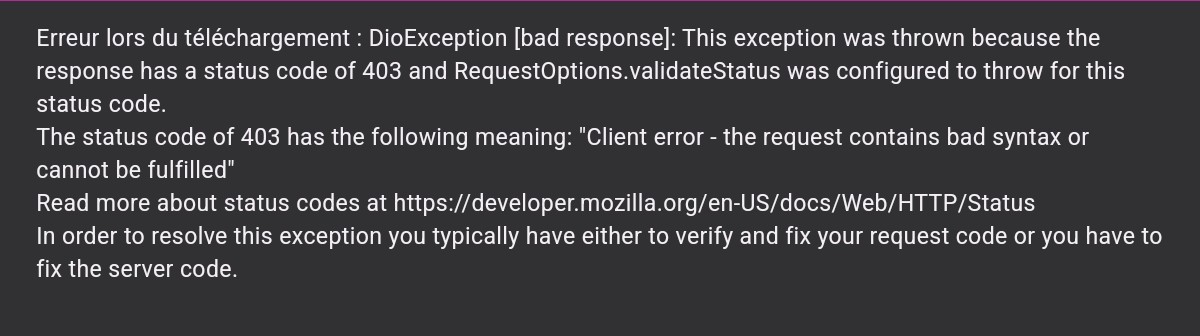 Erreur lors du téléchargement : DioException [bad response]: This exception was thrown because the
response has a status code of 403 and RequestOptions.validateStatus was configured to throw for this
status code.
The status code of 403 has the following meaning: "Client error - the request contains bad syntax or
cannot be fulfilled"
Read more about status codes at https://developer.mozilla.org/en-US/docs/Web/HTTP/Status
In order to resolve this exception you typically have either to verify and fix your request code or you have to
fix the server code.